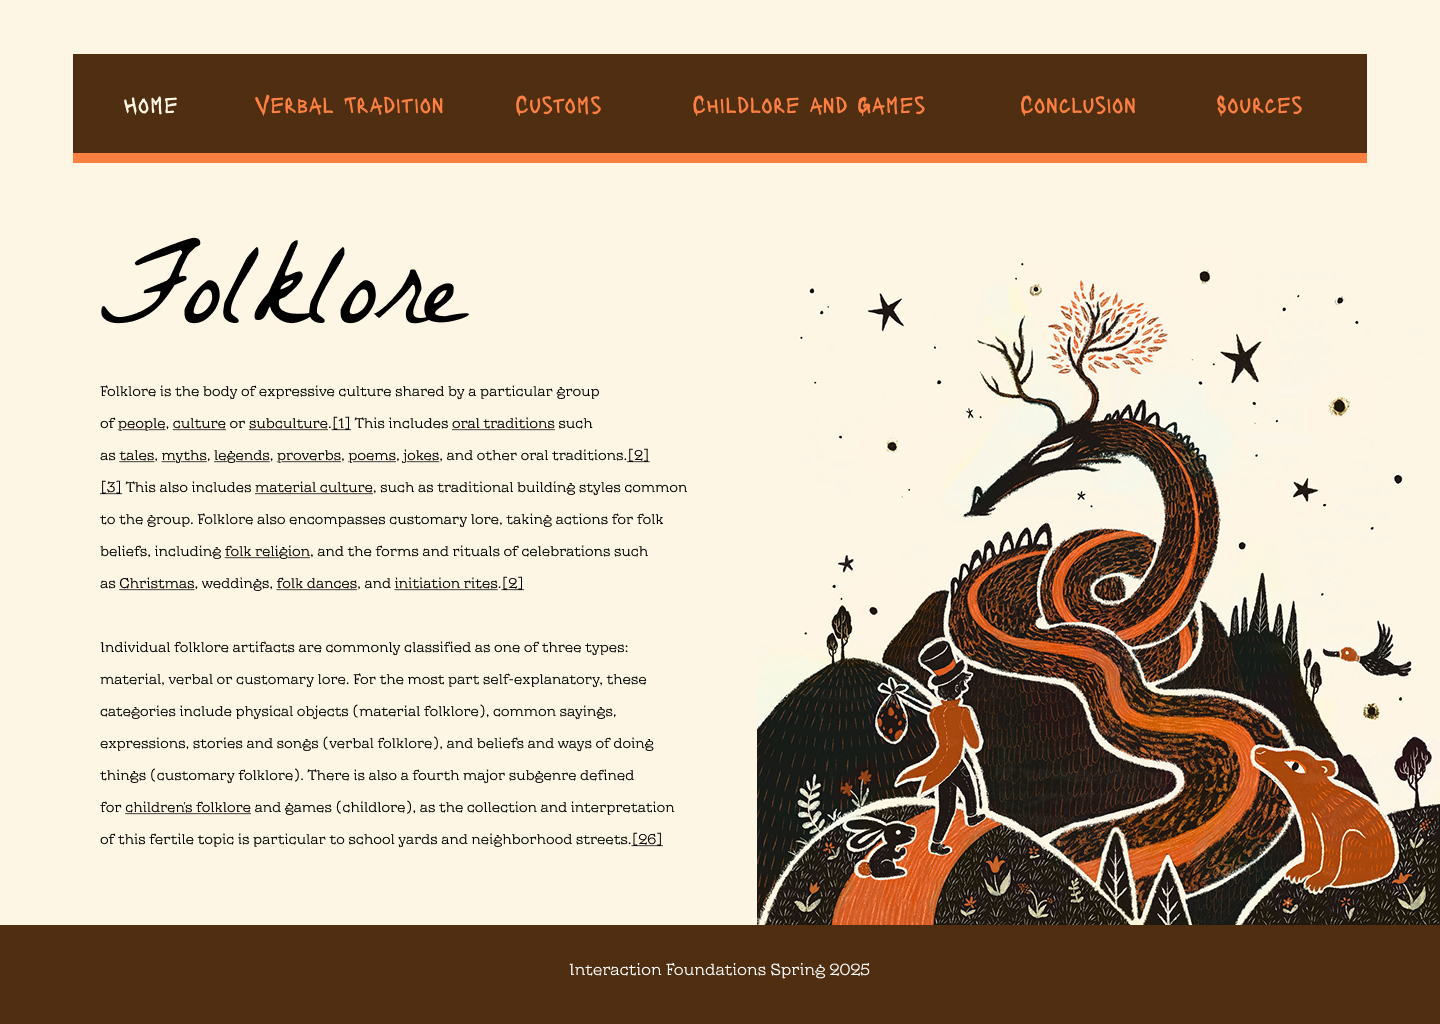 HOME VERBAL TRADITION CUSTOMS CHILDLORE AND GAMES CONCLUSION SOURCES
Folklore
Folklore is the body of expressive culture shared by a particular group
of people, culture or subculture.[1] This includes oral traditions such
as tales, myths, legends, proverbs, poems, jokes, and other oral traditions.[2]
[3] This also includes material culture, such as traditional building styles common
to the group. Folklore also encompasses customary lore, taking actions for folk
beliefs, including folk religion, and the forms and rituals of celebrations such
as Christmas, weddings, folk dances, and initiation rites.[2]
Individual folklore artifacts are commonly classified as one of three types:
material, verbal or customary lore. For the most part self-explanatory, these
categories include physical objects (material folklore), common sayings,
expressions, stories and songs (verbal folklore), and beliefs and ways of doing
things (customary folklore). There is also a fourth major subgenre defined
for children's folklore and games (childlore), as the collection and interpretation
of this fertile topic is particular to school yards and neighborhood streets.[26]
Interaction Foundations Spring 2025